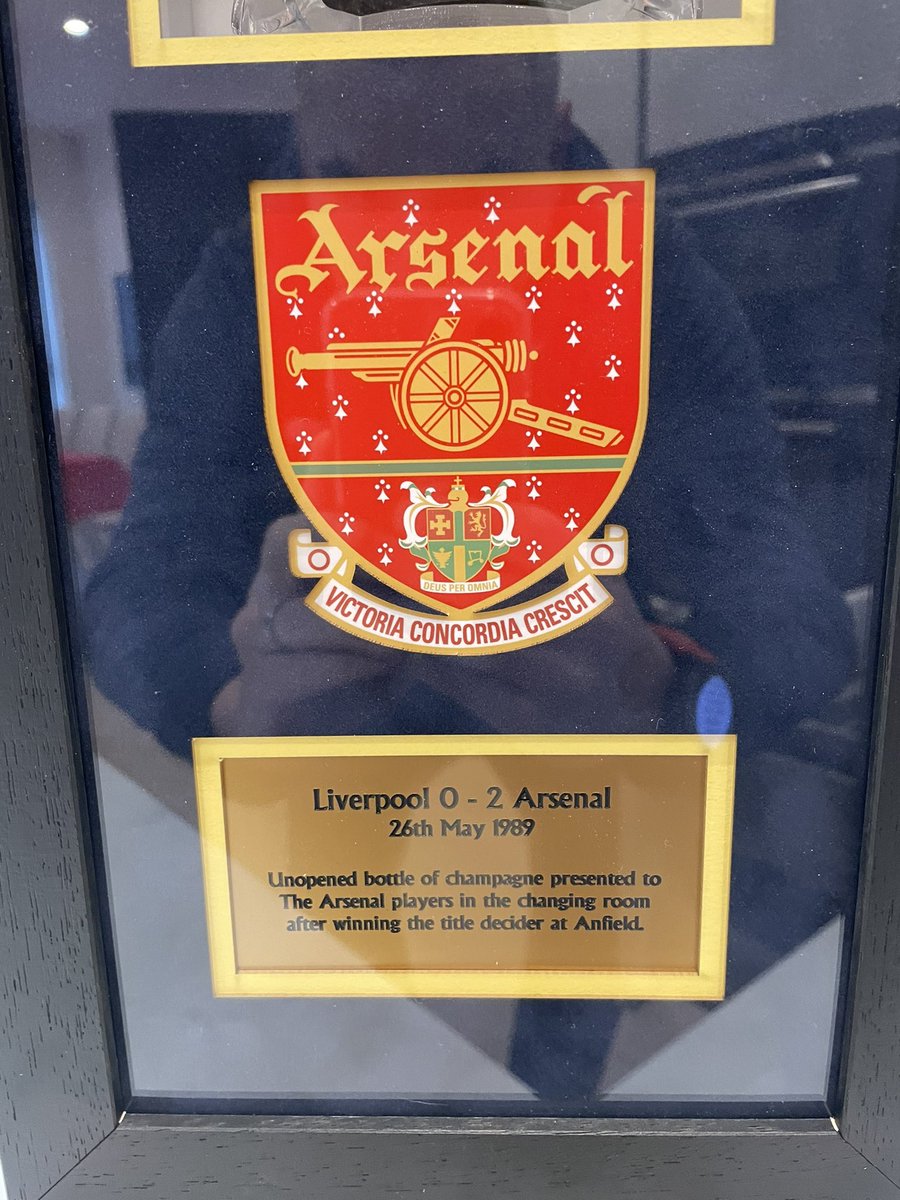 Arsenal
DEUS PER OMNIA
VICTORIA CONCORDIA CRESCIT
Liverpool 0 - 2 Arsenal
26th May 1989
Unopened bottle of champagne presented to
The Arsenal players in the changing room
after winning the title decider at Anfield.